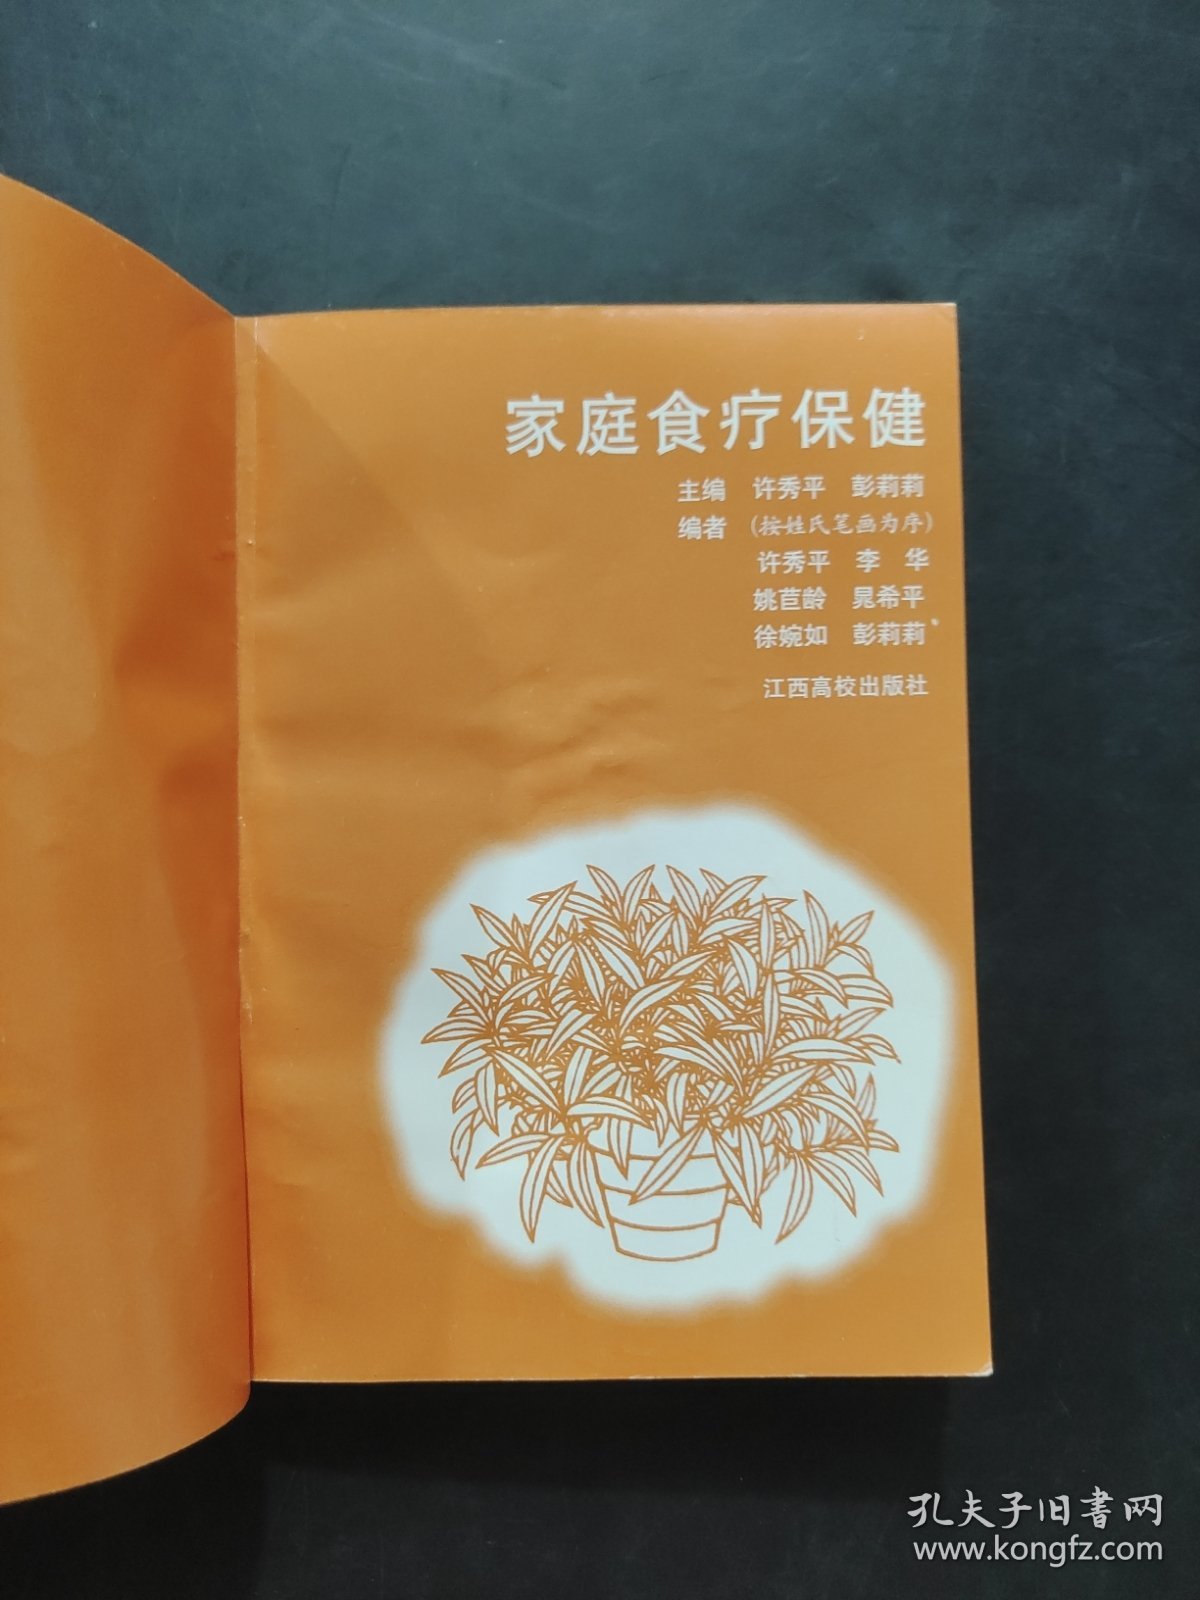 家庭食疗保健
主编 许秀平 彭莉莉
编者 (按姓氏笔画为序)
许秀平 李 华
姚苣龄 晁希平
徐婉如 彭莉莉
江西高校出版社
孔夫子旧书网
www.kongfz.com